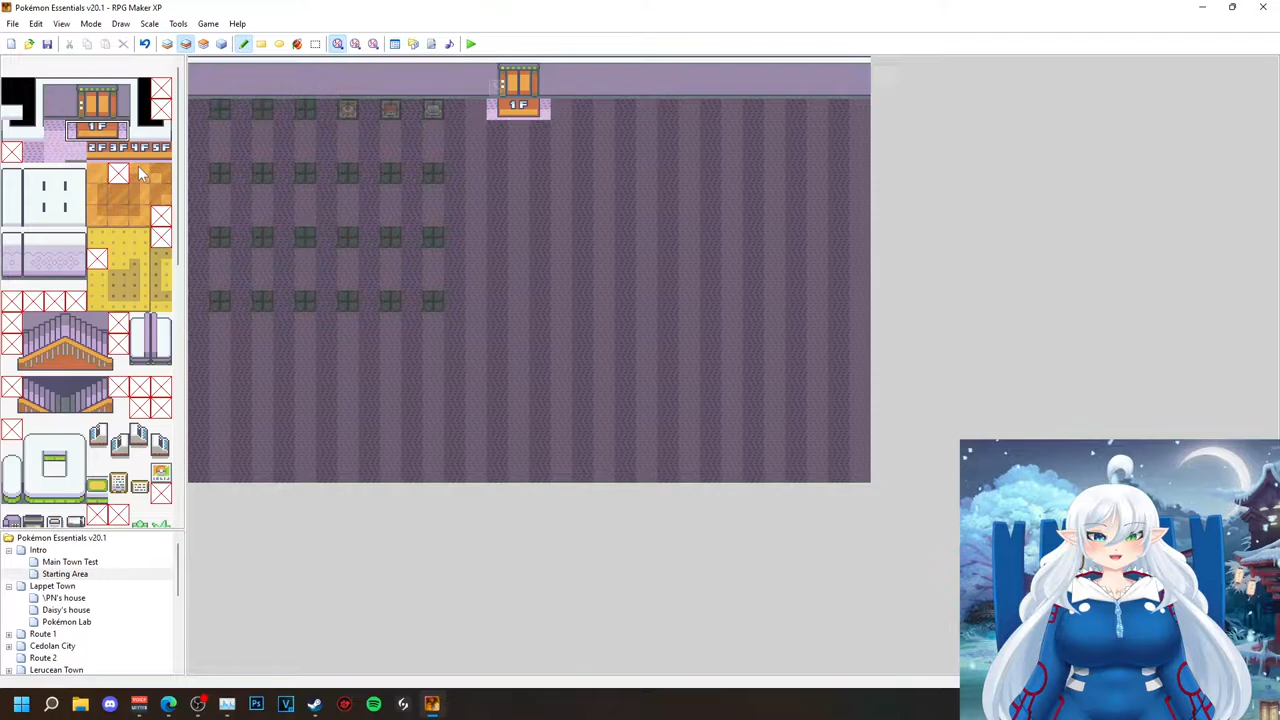 Pokémon Essentials v20.1 - RPG Maker XP
File Edit View Mode Draw Scale Tools Game Help
1F
1F
2F 3F 4F 5F
Pokémon Essentials v20.1
Intro
Main Town Test
Starting Area
Lappet Town
\PN's house
Daisy's house
Pokémon Lab
Route 1
Cedolan City
Route 2
Lerucean Town